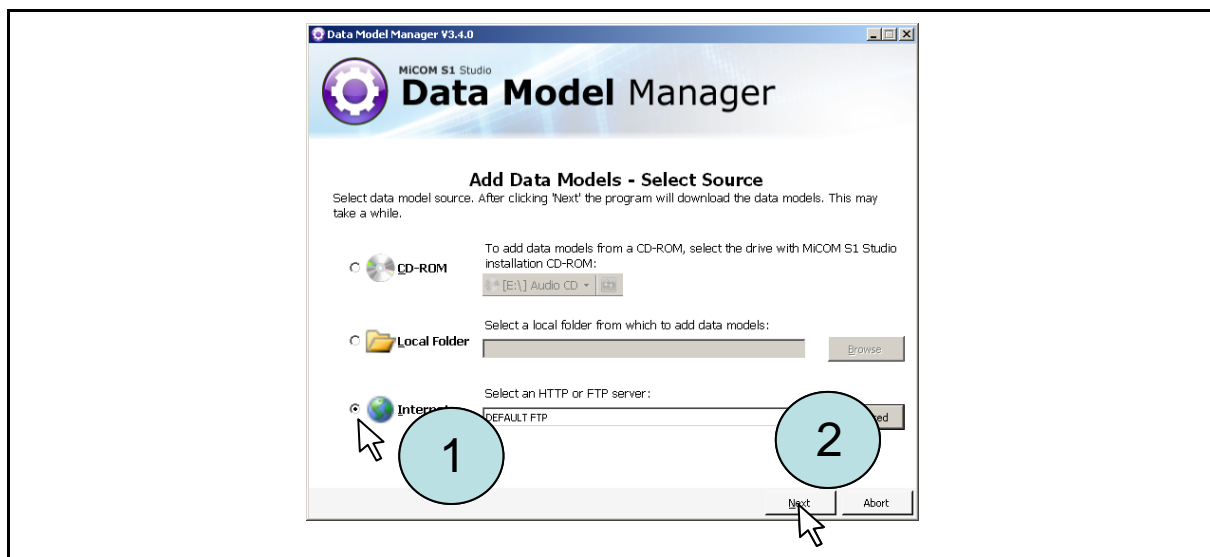 Data Model Manager V3.4.0
MiCOM S1 Studio
Data Model Manager
Add Data Models - Select Source
Select data model source. After clicking 'Next' the program will download the data models. This may
take a while.
To add data models from a CD-ROM, select the drive with MiCOM S1 Studio
installation CD-ROM:
CD-ROM
[E:\] Audio CD
Select a local folder from which to add data models:
Local Folder
Browse
Select an HTTP or FTP server:
Internet
DEFAULT FTP
1
2
Next Abort